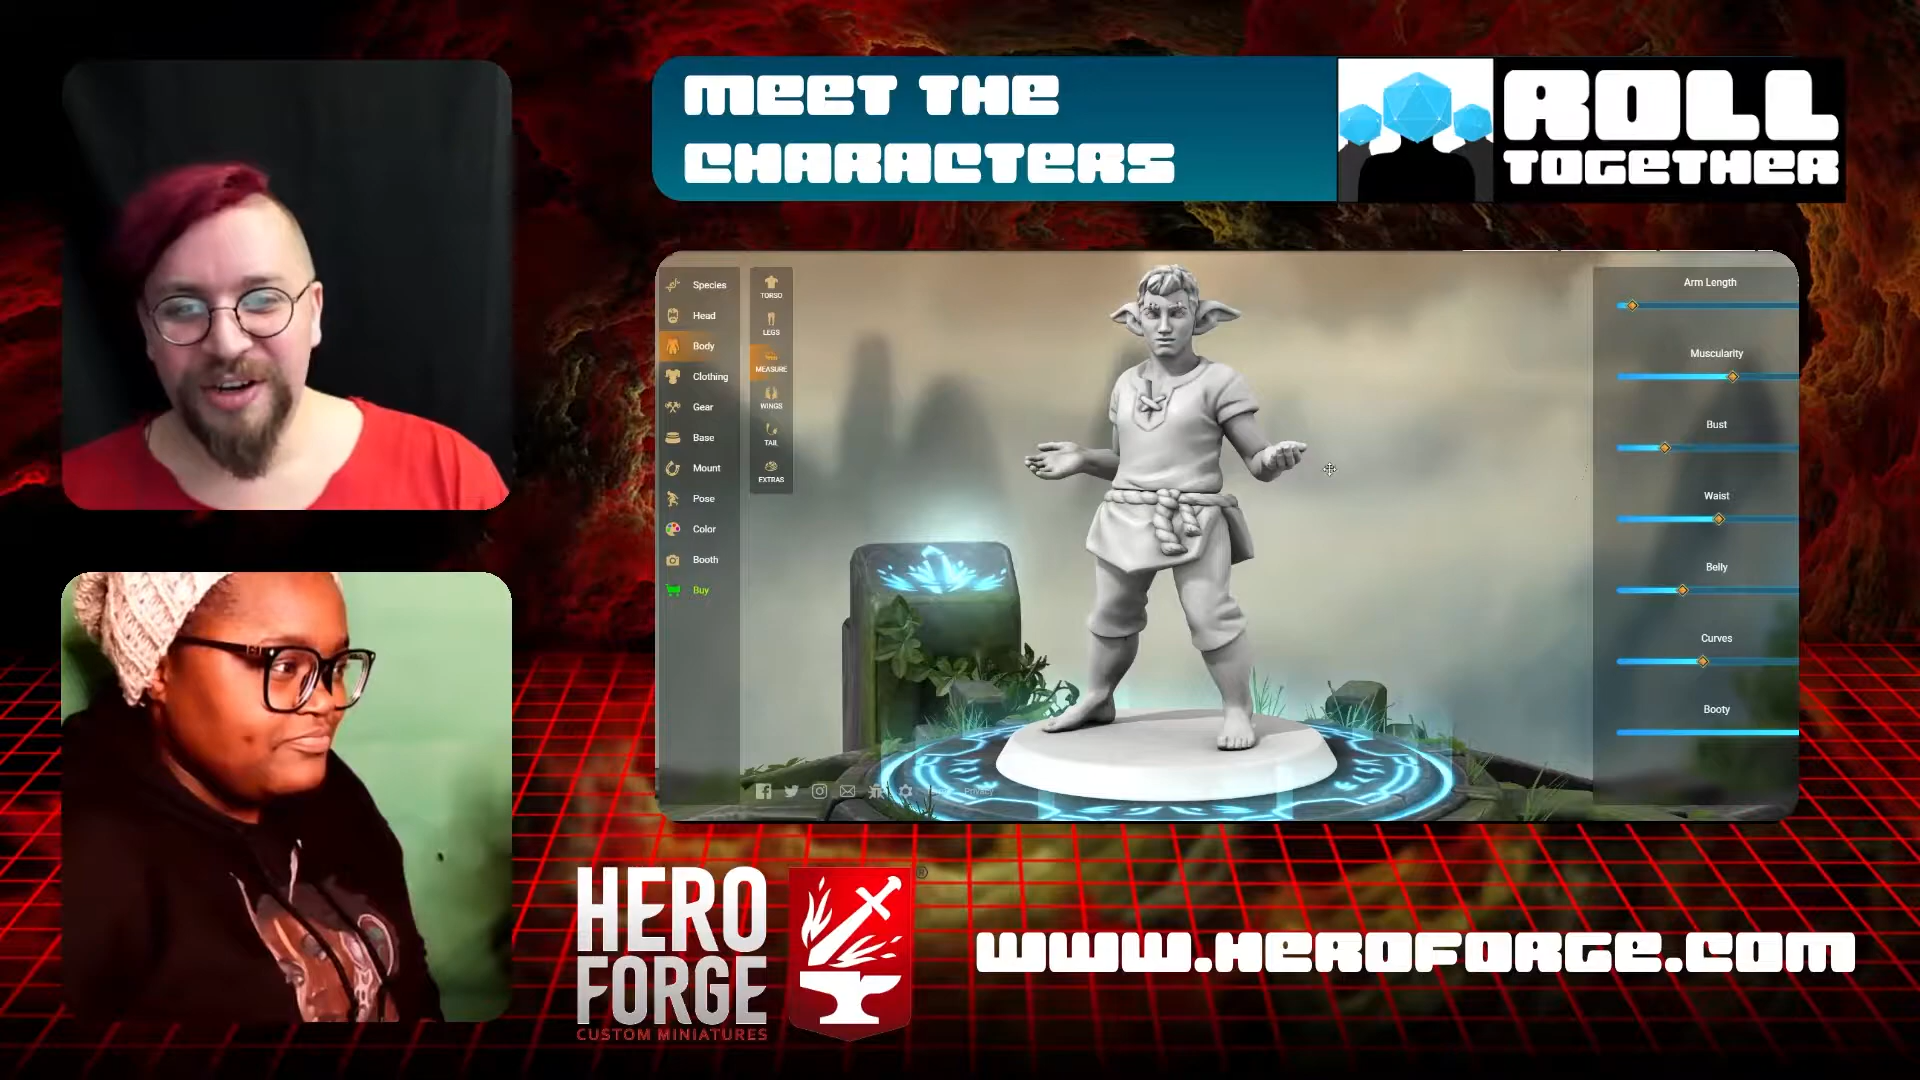 MEET THE
CHARACTERS
ROLL
TOGETHER
Species
Head
Body
Clothing
Gear
Base
Mount
Pose
Color
Booth
Buy
TORSO
LEGS
MEASURE
WINGS
TAIL
EXTRAS
Arm Length
Muscularity
Bust
Waist
Belly
Curves
Booty
Privacy
HERO
FORGE
CUSTOM MINIATURES
®
WWW.HEROFORGE.COM